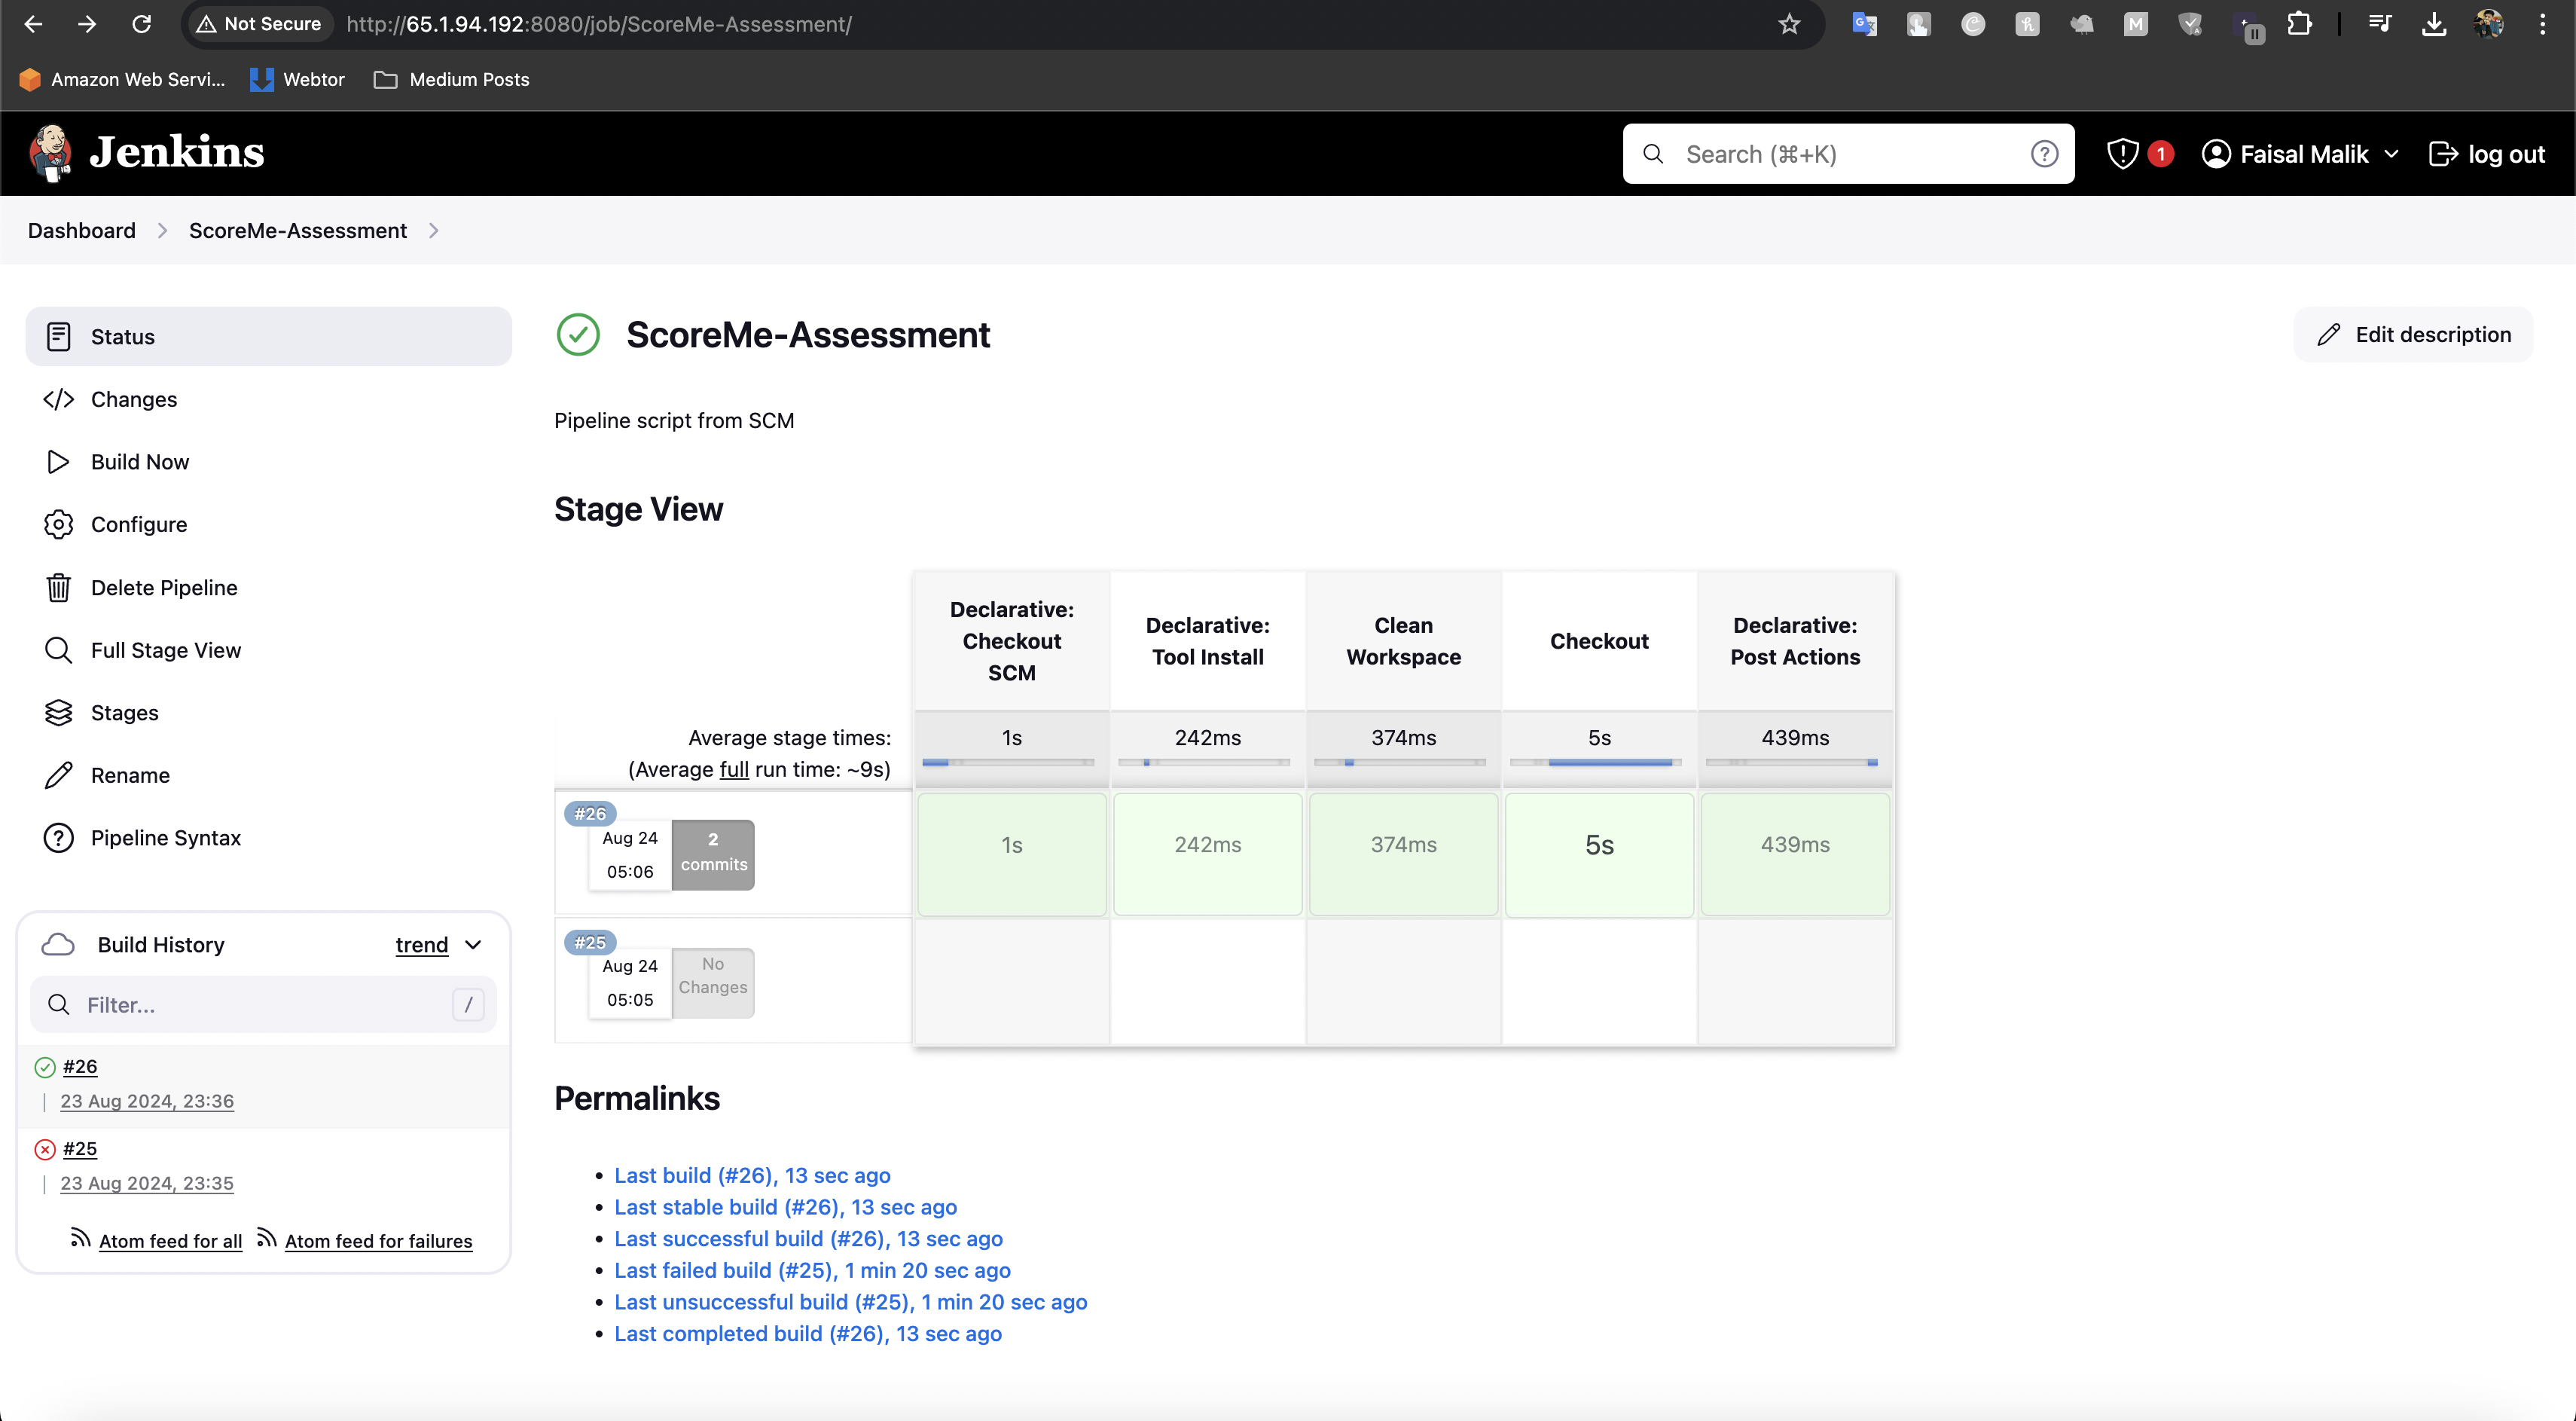 Not Secure
http://65.1.94.192:8080/job/ScoreMe-Assessment/
Amazon Web Servi...
Webtor
Medium Posts
Jenkins
Search (⌘+K)
1
Faisal Malik
log out
Dashboard
ScoreMe-Assessment
Status
Changes
Build Now
Configure
Delete Pipeline
Full Stage View
Stages
Rename
Pipeline Syntax
Build History
trend
Filter...
/
#26
23 Aug 2024, 23:36
#25
23 Aug 2024, 23:35
Atom feed for all
Atom feed for failures
ScoreMe-Assessment
Edit description
Pipeline script from SCM
Stage View
Declarative:
Checkout
SCM
Declarative:
Tool Install
Clean
Workspace
Checkout
Declarative:
Post Actions
Average stage times:
(Average full run time: ~9s)
1s
242ms
374ms
5s
439ms
#26
Aug 24
05:06
2
commits
1s
242ms
374ms
5s
439ms
#25
Aug 24
05:05
No
Changes
Permalinks
Last build (#26), 13 sec ago
Last stable build (#26), 13 sec ago
Last successful build (#26), 13 sec ago
Last failed build (#25), 1 min 20 sec ago
Last unsuccessful build (#25), 1 min 20 sec ago
Last completed build (#26), 13 sec ago